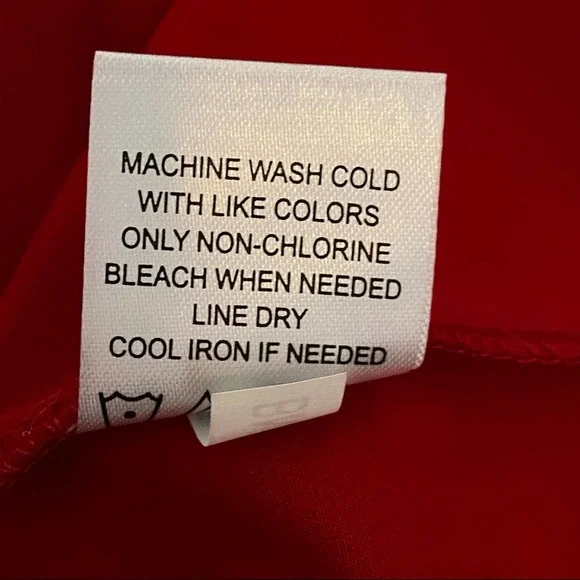 MACHINE WASH COLD
WITH LIKE COLORS
ONLY NON-CHLORINE
BLEACH WHEN NEEDED
LINE DRY
COOL IRON IF NEEDED